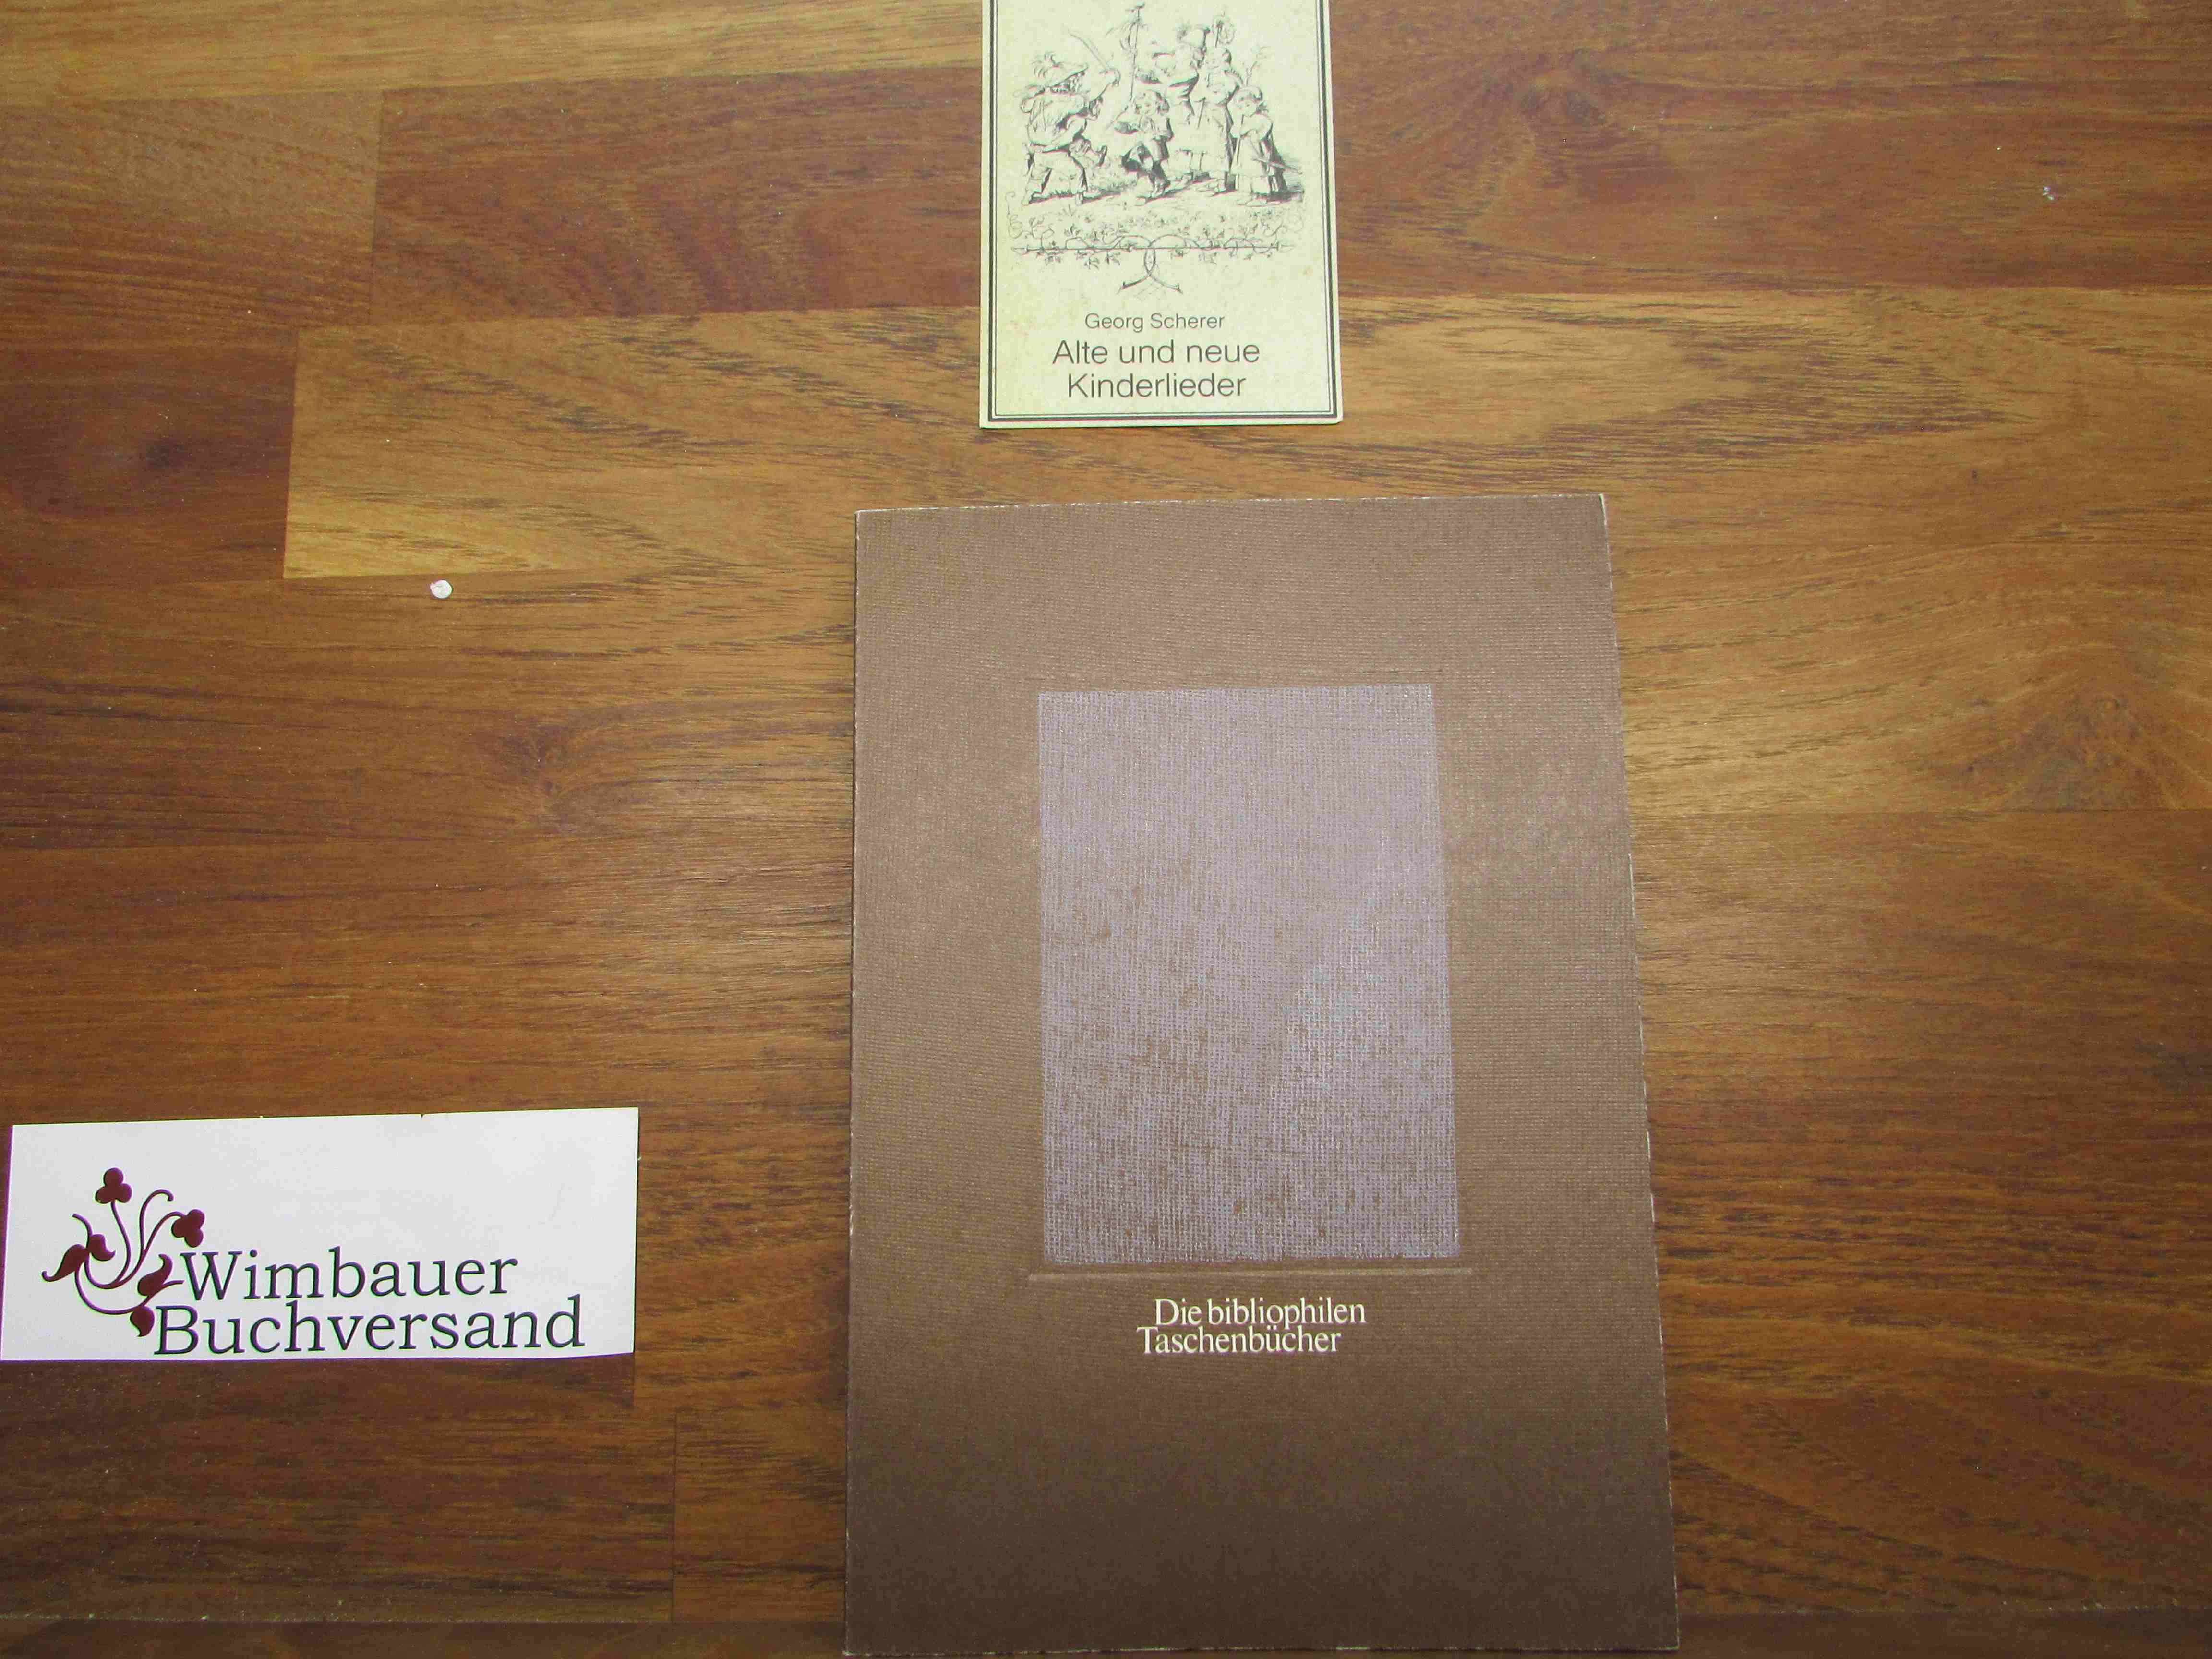 Georg Scherer
Alte und neue
Kinderlieder
Die bibliophilen
Taschenbücher
Wimbauer
Buchversand